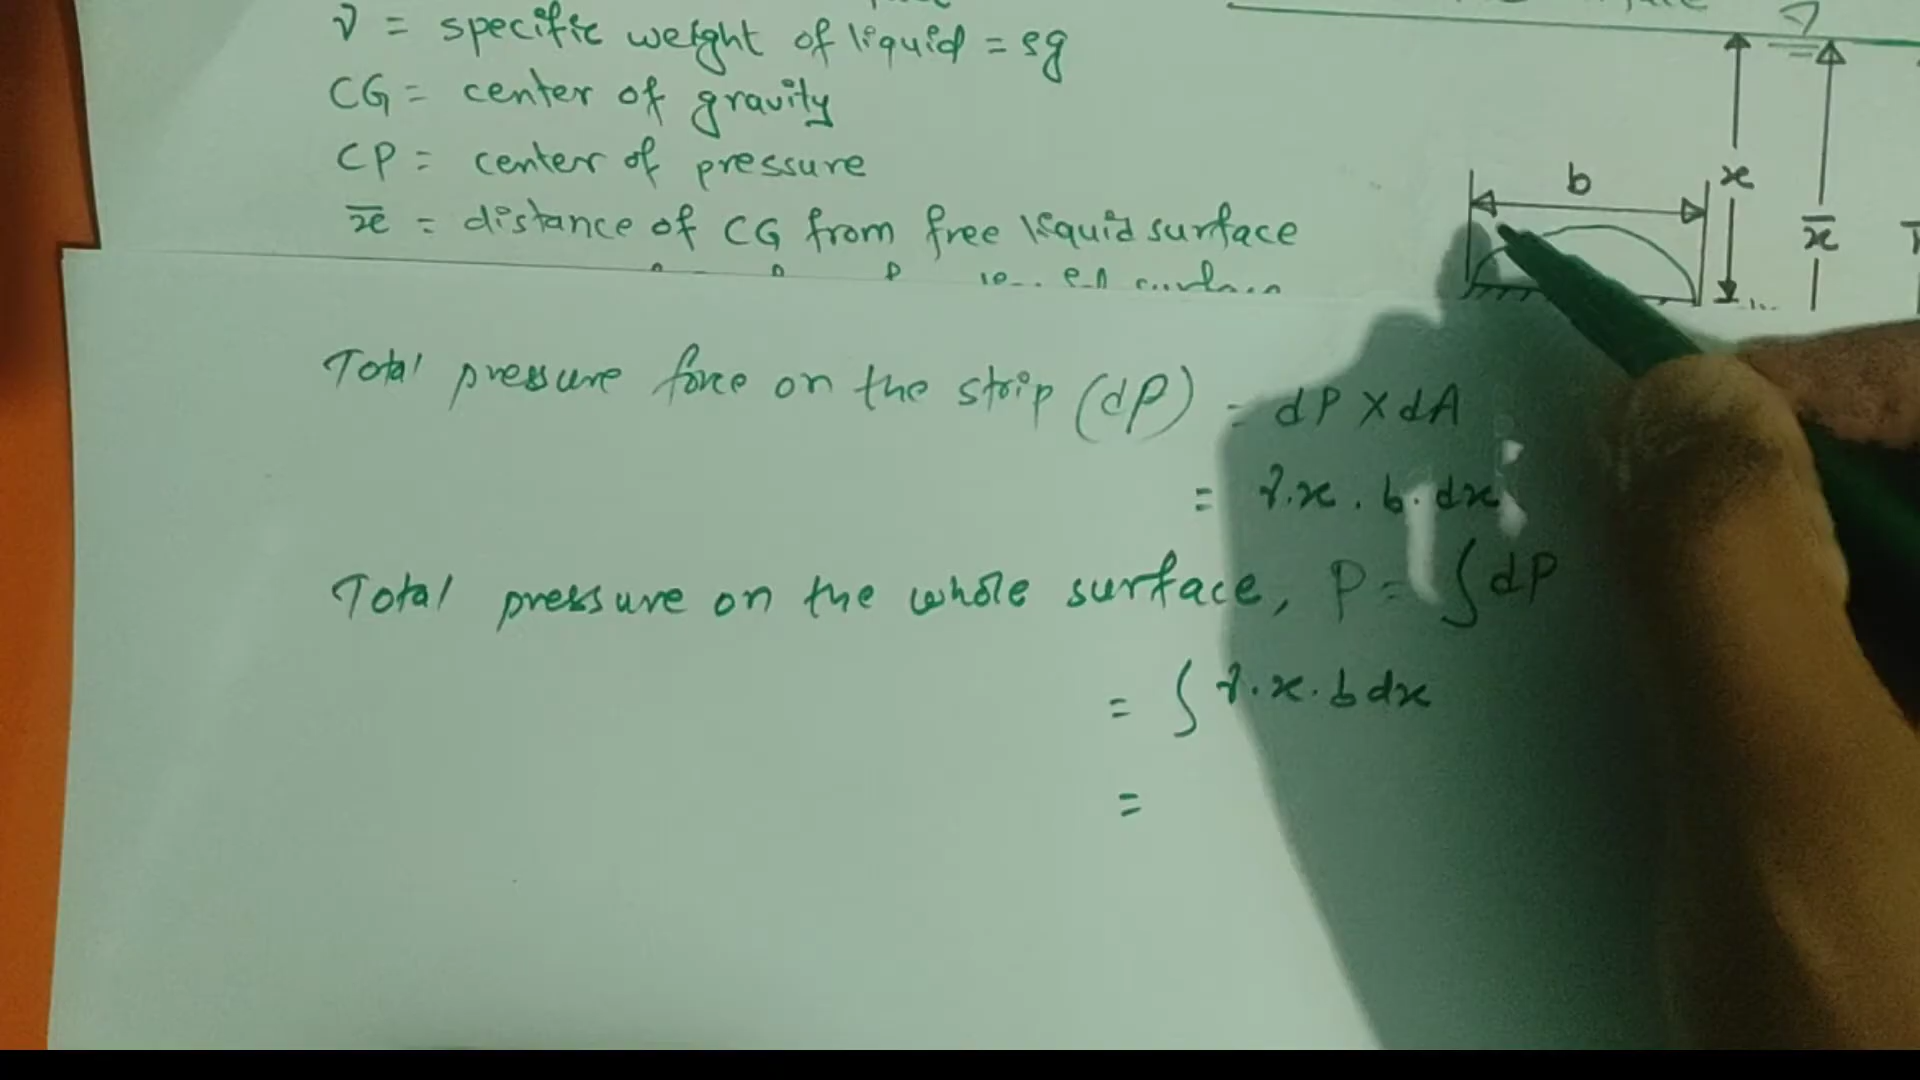 γ = specific weight of liquid = ρg
CG = center of gravity
CP = center of pressure
x̄ = distance of CG from free liquid surface
b
x
x̄
Total pressure force on the strip (dP) = dP × dA
= γ.x . b. dx
Total pressure on the whole surface, P = ∫ dP
= ∫ γ.x. b dx
=